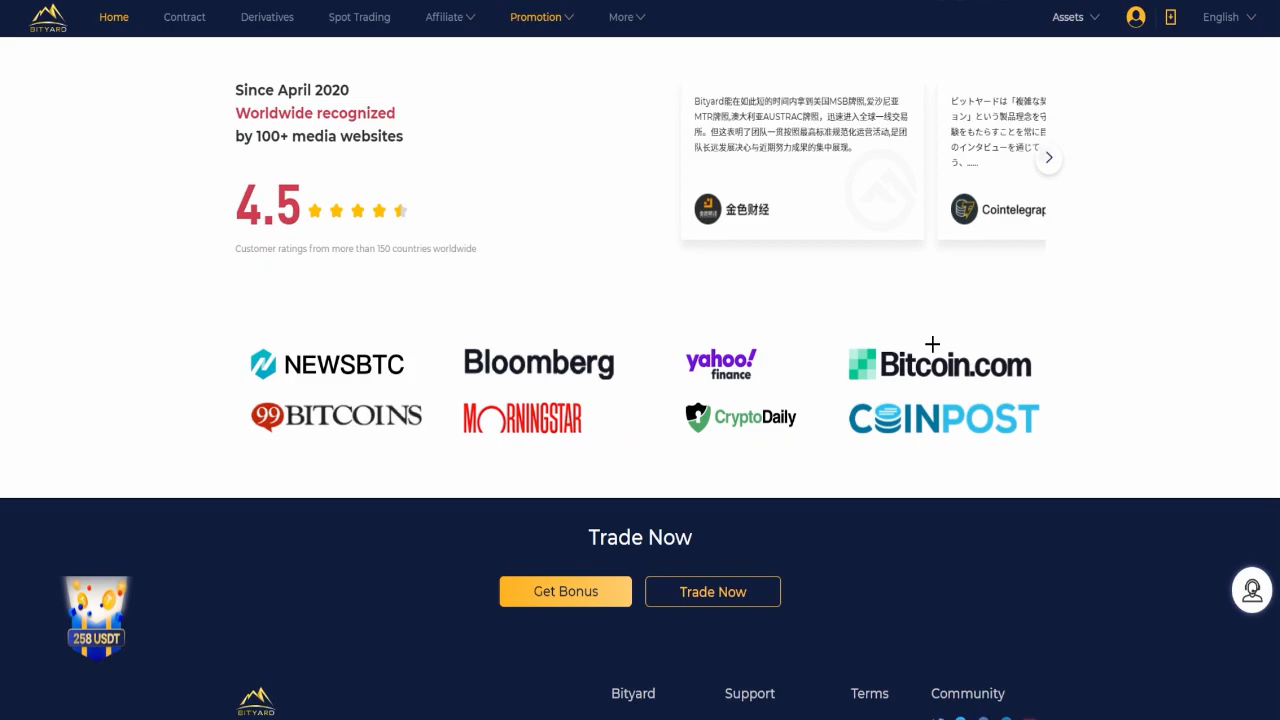 BITYARD
Home
Contract
Derivatives
Spot Trading
Affiliate
Promotion
More
Assets
English
Since April 2020
Worldwide recognized
by 100+ media websites
4.5
Customer ratings from more than 150 countries worldwide
Bityard能在如此短的时间内拿到美国MSB牌照,爱沙尼亚
MTR牌照,澳大利亚AUSTRAC牌照，迅速进入全球一线交易
所。但这表明了团队一贯按照最高标准规范化运营活动,是团
队长远发展决心与近期努力成果的集中展现。
金色财经
ビットヤードは「複雑な契
ョン」という製品理念を守
験をもたらすことを常に目
のインタビューを通じて
う、......
Cointelegrap
NEWSBTC
Bloomberg
yahoo!
finance
Bitcoin.com
99BITCOINS
MORNINGSTAR
CryptoDaily
COINPOST
Trade Now
Get Bonus
Trade Now
258 USDT
BITYARD
Bityard
Support
Terms
Community